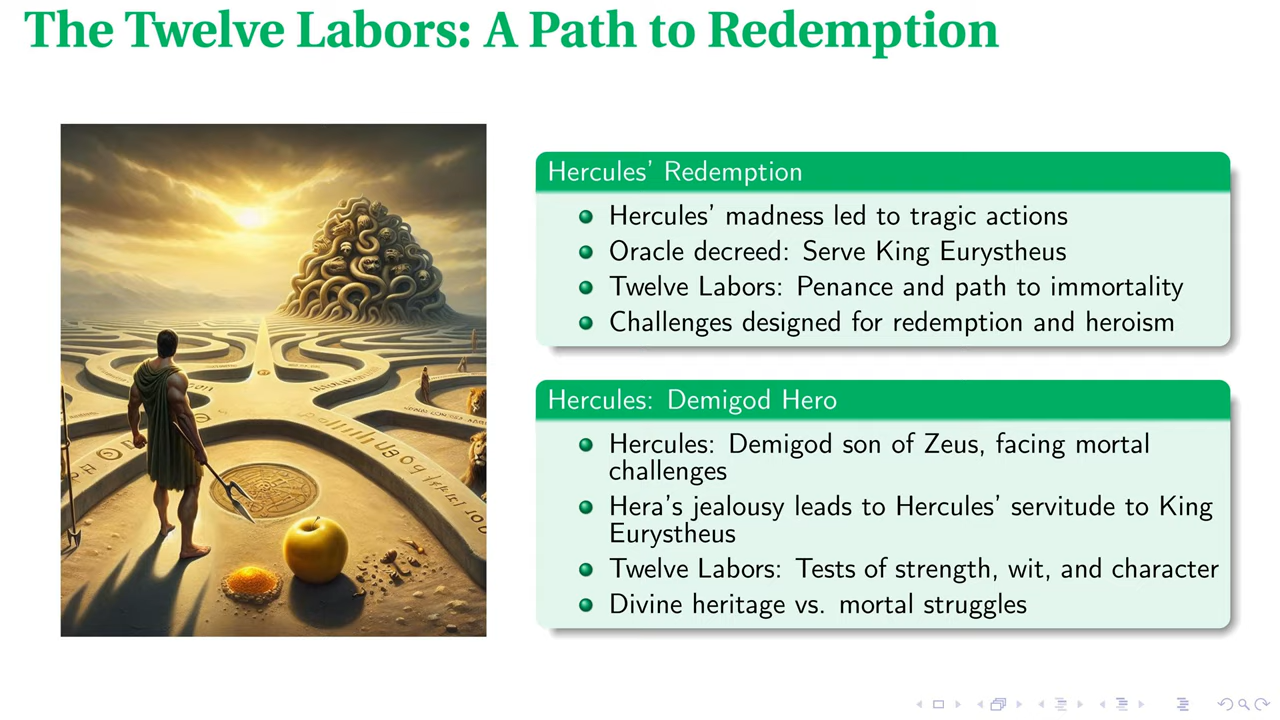 The Twelve Labors: A Path to Redemption
Hercules' Redemption
Hercules' madness led to tragic actions
Oracle decreed: Serve King Eurystheus
Twelve Labors: Penance and path to immortality
Challenges designed for redemption and heroism
Hercules: Demigod Hero
Hercules: Demigod son of Zeus, facing mortal
challenges
Hera's jealousy leads to Hercules' servitude to King
Eurystheus
Twelve Labors: Tests of strength, wit, and character
Divine heritage vs. mortal struggles